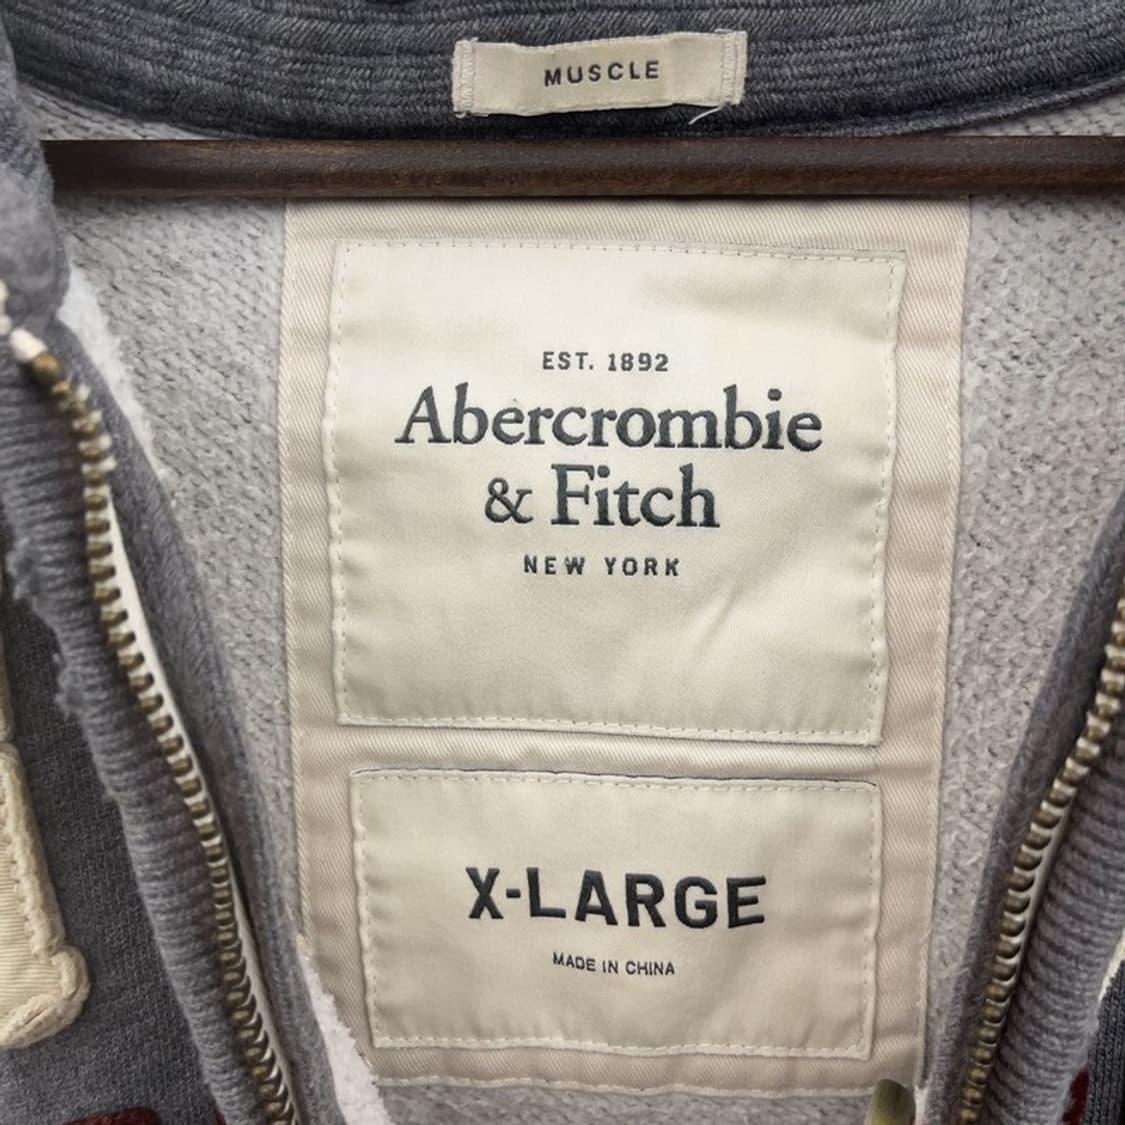 MUSCLE
EST. 1892
Abercrombie
& Fitch
NEW YORK
X-LARGE
MADE IN CHINA